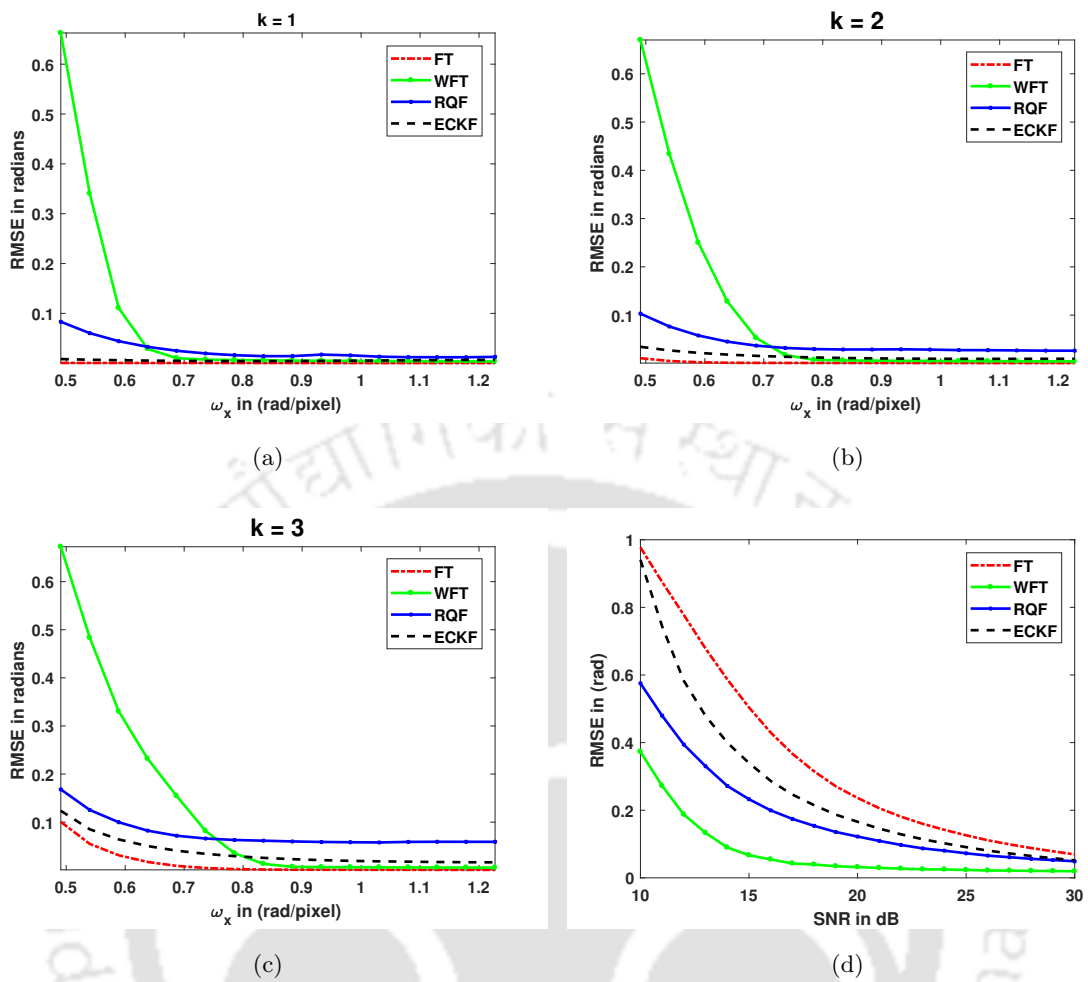 k = 1
RMSE in radians
0.6
0.5
0.4
0.3
0.2
0.1
FT
WFT
RQF
ECKF
0.5 0.6 0.7 0.8 0.9 1 1.1 1.2
ω_x in (rad/pixel)
(a)
k = 2
RMSE in radians
0.6
0.5
0.4
0.3
0.2
0.1
FT
WFT
RQF
ECKF
0.5 0.6 0.7 0.8 0.9 1 1.1 1.2
ω_x in (rad/pixel)
(b)
k = 3
RMSE in radians
0.6
0.5
0.4
0.3
0.2
0.1
FT
WFT
RQF
ECKF
0.5 0.6 0.7 0.8 0.9 1 1.1 1.2
ω_x in (rad/pixel)
(c)
RMSE in (rad)
1
0.8
0.6
0.4
0.2
0
FT
WFT
RQF
ECKF
10 15 20 25 30
SNR in dB
(d)